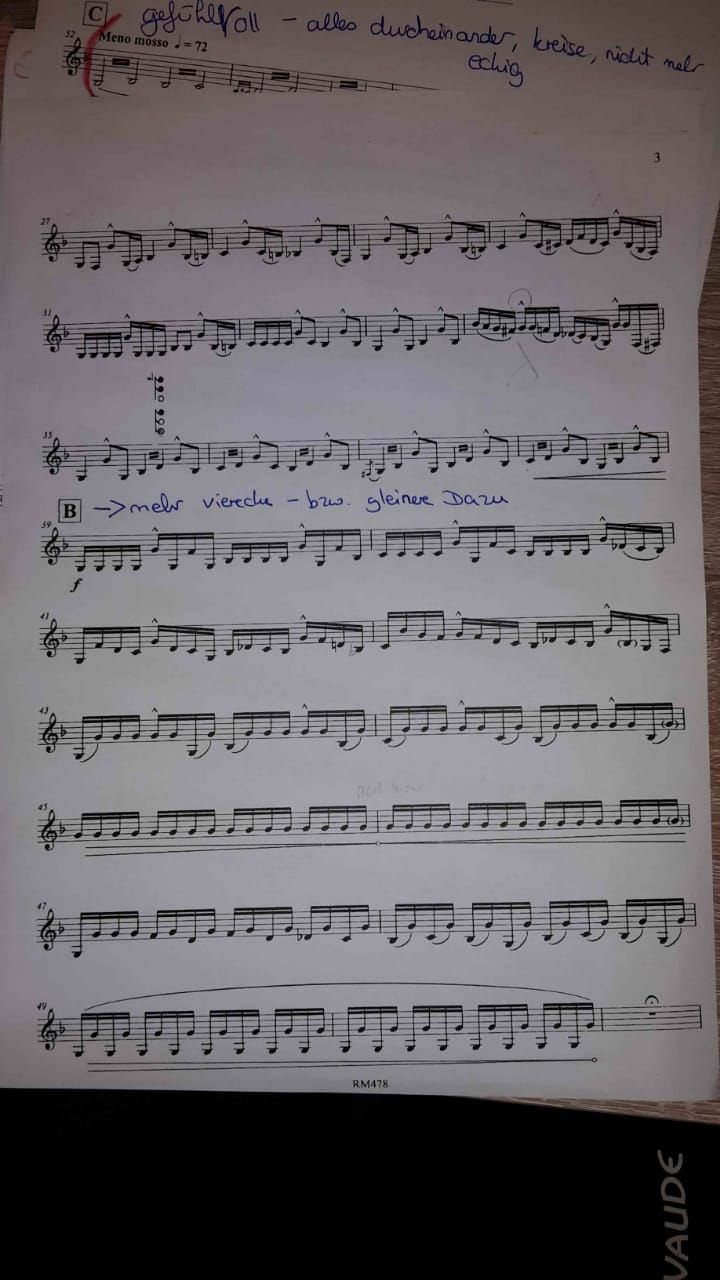 C gefühlvoll - alles durcheinander, kreise, nicht mehr
eckig
52
Meno mosso ♩ = 72
3
27
31
35
B -> mehr vierecke - bzw. gleinere Dazu
39
f
41
43
45
47
49
RM478
VAUDE